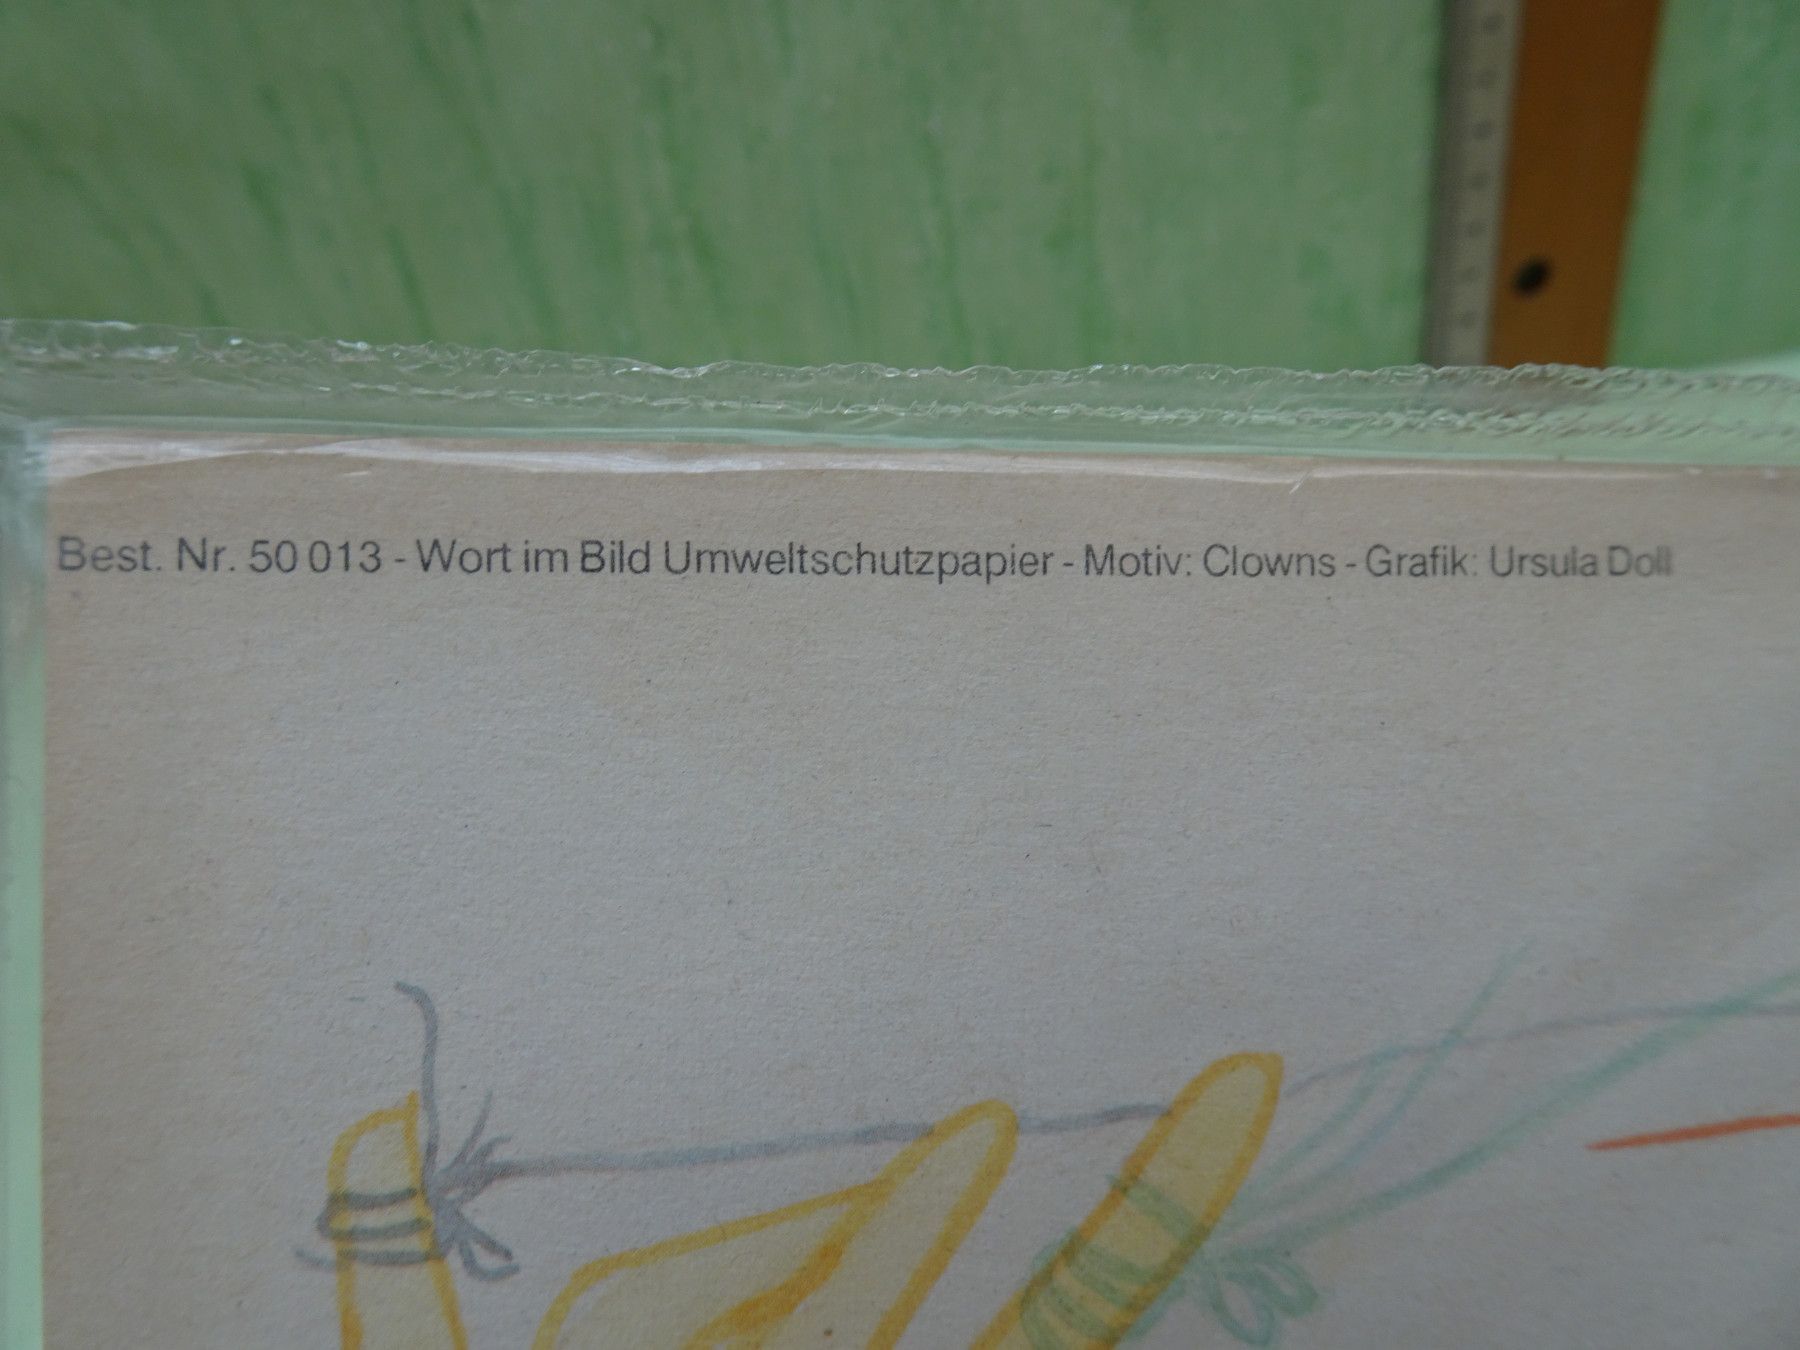 Best. Nr. 50 013 - Wort im Bild Umweltschutzpapier - Motiv: Clowns - Grafik: Ursula Doll